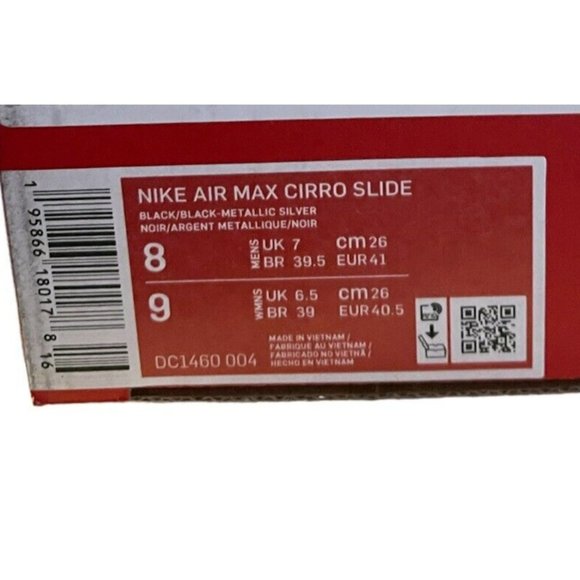 NIKE AIR MAX CIRRO SLIDE
BLACK/BLACK-METALLIC SILVER
NOIR/ARGENT METALLIQUE/NOIR
8 MENS UK 7 cm 26
BR 39.5 EUR 41
9 WMNS UK 6.5 cm 26
BR 39 EUR 40.5
MADE IN VIETNAM /
FABRIQUE AU VIETNAM /
FABRICADO NO VIETNÃ /
HECHO EN VIETNAM
DC1460 004
1 95866 18017 8 16